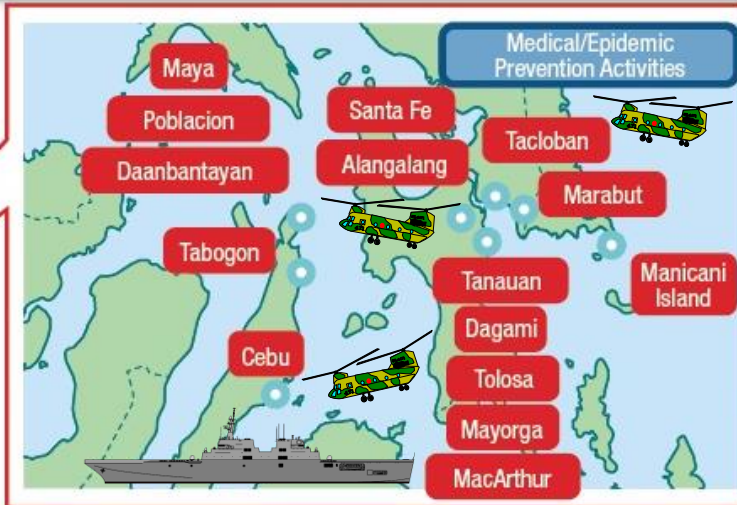 Medical/Epidemic
Prevention Activities
Maya
Poblacion
Daanbantayan
Santa Fe
Alangalang
Tacloban
Marabut
Tabogon
Manicani
Island
Tanauan
Dagami
Tolosa
Mayorga
MacArthur
Cebu